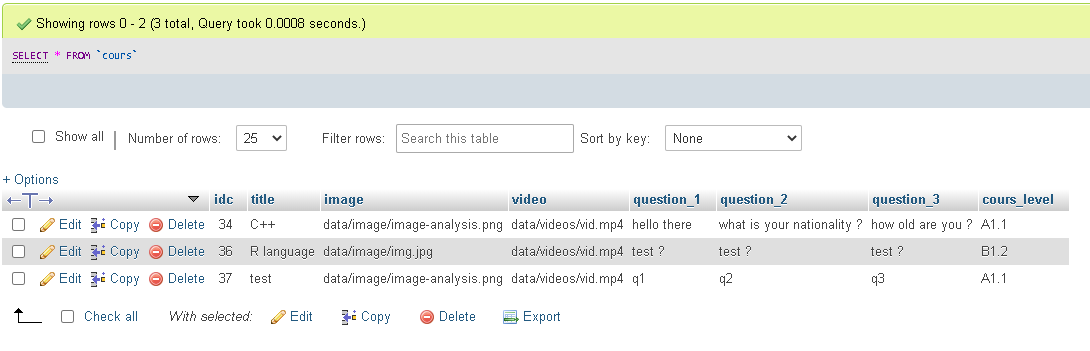 Showing rows 0 - 2 (3 total, Query took 0.0008 seconds.)
SELECT * FROM `cours`
Show all | Number of rows: 25 Filter rows: Search this table Sort by key: None
+ Options
←T→ idc title image video question_1 question_2 question_3 cours_level
Edit Copy Delete 34 C++ data/image/image-analysis.png data/videos/vid.mp4 hello there what is your nationality ? how old are you ? A1.1
Edit Copy Delete 36 R language data/image/img.jpg data/videos/vid.mp4 test ? test ? test ? B1.2
Edit Copy Delete 37 test data/image/image-analysis.png data/videos/vid.mp4 q1 q2 q3 A1.1
Check all With selected: Edit Copy Delete Export